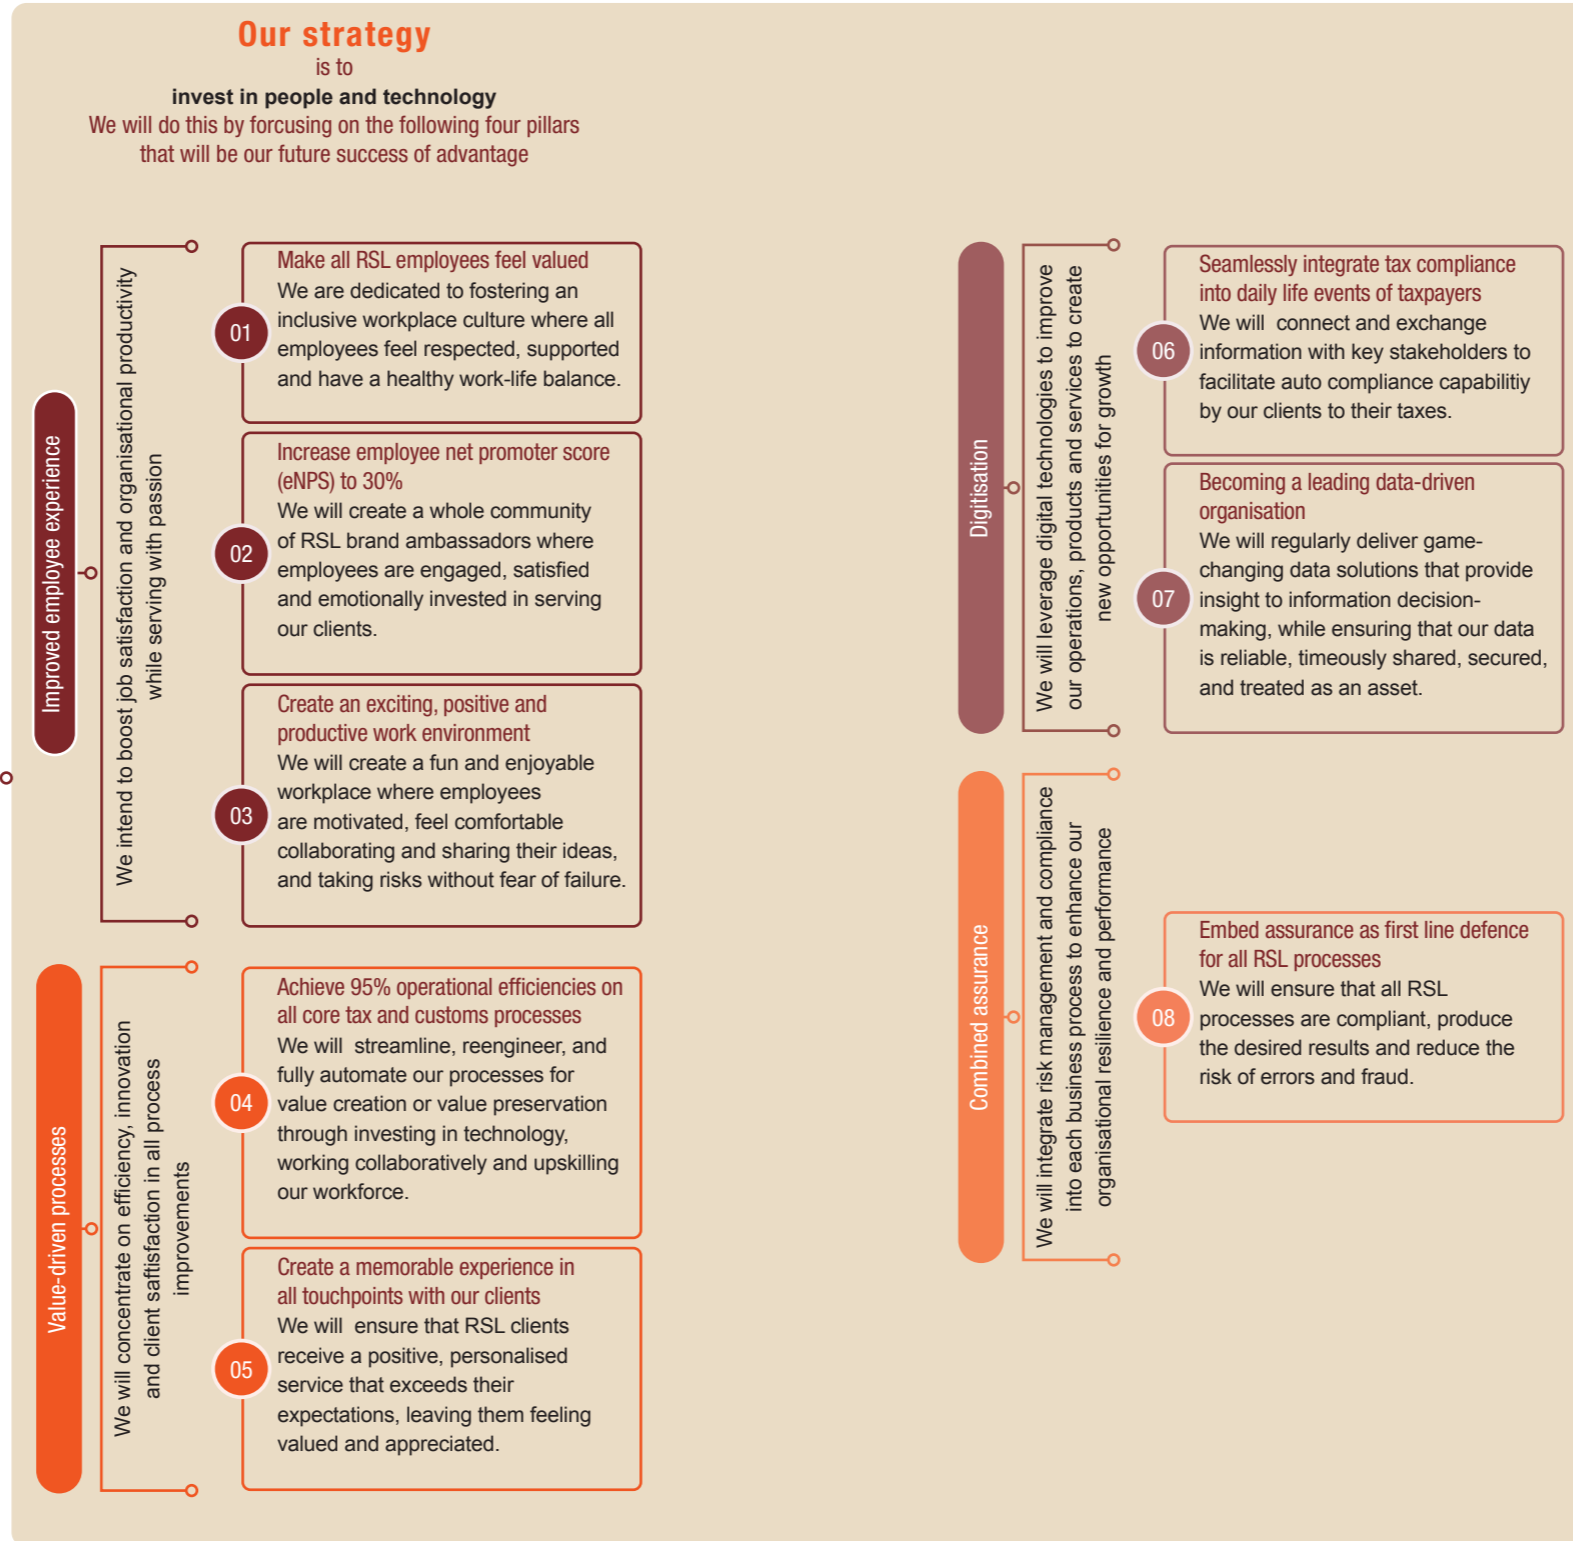 Our strategy
is to
invest in people and technology
We will do this by forcusing on the following four pillars
that will be our future success of advantage
Improved employee experience
We intend to boost job satisfaction and organisational productivity
while serving with passion
01
Make all RSL employees feel valued
We are dedicated to fostering an
inclusive workplace culture where all
employees feel respected, supported
and have a healthy work-life balance.
02
Increase employee net promoter score
(eNPS) to 30%
We will create a whole community
of RSL brand ambassadors where
employees are engaged, satisfied
and emotionally invested in serving
our clients.
03
Create an exciting, positive and
productive work environment
We will create a fun and enjoyable
workplace where employees
are motivated, feel comfortable
collaborating and sharing their ideas,
and taking risks without fear of failure.
Value-driven processes
We will concentrate on efficiency, innovation
and client saftisfaction in all process
improvements
04
Achieve 95% operational efficiencies on
all core tax and customs processes
We will  streamline, reengineer, and
fully automate our processes for
value creation or value preservation
through investing in technology,
working collaboratively and upskilling
our workforce.
05
Create a memorable experience in
all touchpoints with our clients
We will  ensure that RSL clients
receive a positive, personalised
service that exceeds their
expectations, leaving them feeling
valued and appreciated.
Digitisation
We will leverage digital technologies to improve
our operations, products and services to create
new opportunities for growth
06
Seamlessly integrate tax compliance
into daily life events of taxpayers
We will  connect and exchange
information with key stakeholders to
facilitate auto compliance capabilitiy
by our clients to their taxes.
07
Becoming a leading data-driven
organisation
We will regularly deliver game-
changing data solutions that provide
insight to information decision-
making, while ensuring that our data
is reliable, timeously shared, secured,
and treated as an asset.
Combined assurance
We will integrate risk management and compliance
into each business process to enhance our
organisational resilience and performance
08
Embed assurance as first line defence
for all RSL processes
We will ensure that all RSL
processes are compliant, produce
the desired results and reduce the
risk of errors and fraud.